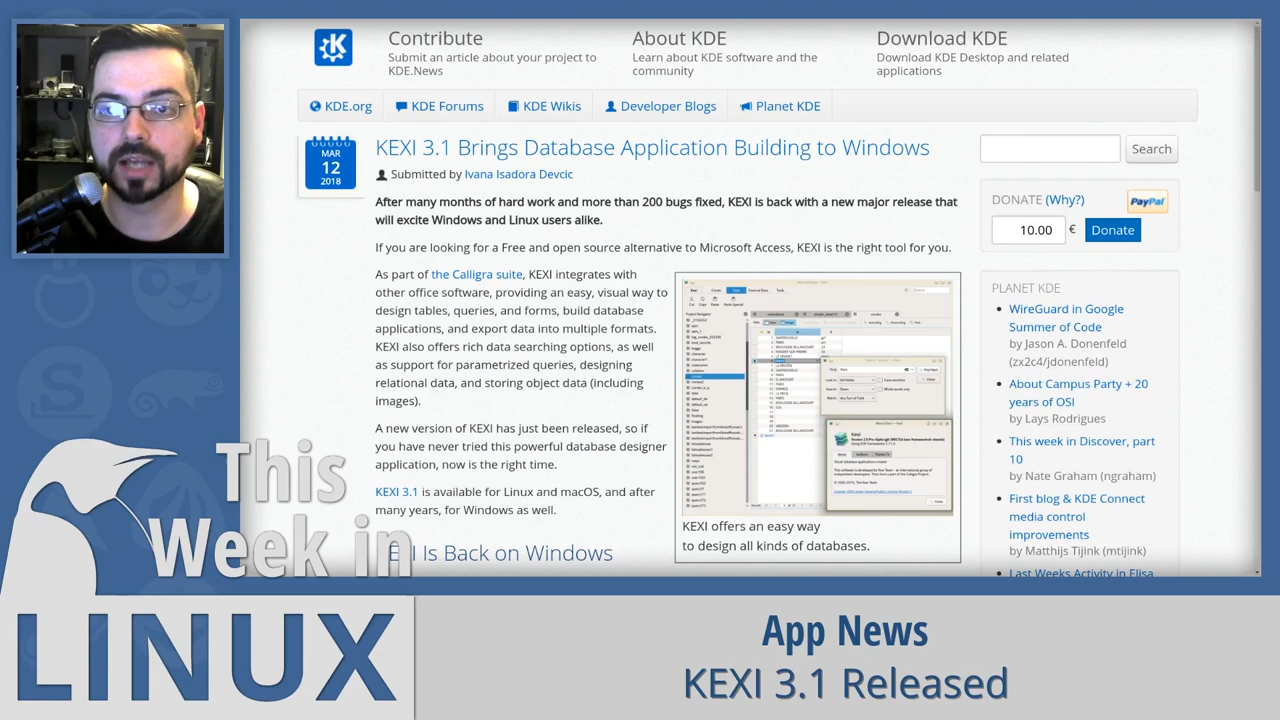 Contribute
Submit an article about your project to
KDE.News
About KDE
Learn about KDE software and the
community
Download KDE
Download KDE Desktop and related
applications
KDE.org
KDE Forums
KDE Wikis
Developer Blogs
Planet KDE
MAR
12
2018
KEXI 3.1 Brings Database Application Building to Windows
Submitted by Ivana Isadora Devcic
After many months of hard work and more than 200 bugs fixed, KEXI is back with a new major release that
will excite Windows and Linux users alike.
If you are looking for a Free and open source alternative to Microsoft Access, KEXI is the right tool for you.
As part of the Calligra suite, KEXI integrates with
other office software, providing an easy, visual way to
design tables, queries, and forms, build database
applications, and export data into multiple formats.
KEXI also offers rich data searching options, as well
as support for parametrized queries, designing
relational data, and storing object data (including
images).
A new version of KEXI has just been released, so if
you have ever tried this powerful database designer
application, now is the right time.
KEXI 3.1 is available for Linux and macOS, and after
many years, for Windows as well.
Is Back on Windows
KEXI offers an easy way
to design all kinds of databases.
Search
DONATE (Why?)
PayPal
10.00 € Donate
PLANET KDE
WireGuard in Google
Summer of Code
by Jason A. Donenfeld
(zx2c4/jdonenfeld)
About Campus Party + 20
years of OSI
by Lays Rodrigues
This week in Discover, part
10
by Nate Graham (ngraham)
First blog & KDE Connect
media control
improvements
by Matthijs Tijink (mtijink)
Last Weeks Activity in Elisa
This
Week in
LINUX
App News
KEXI 3.1 Released